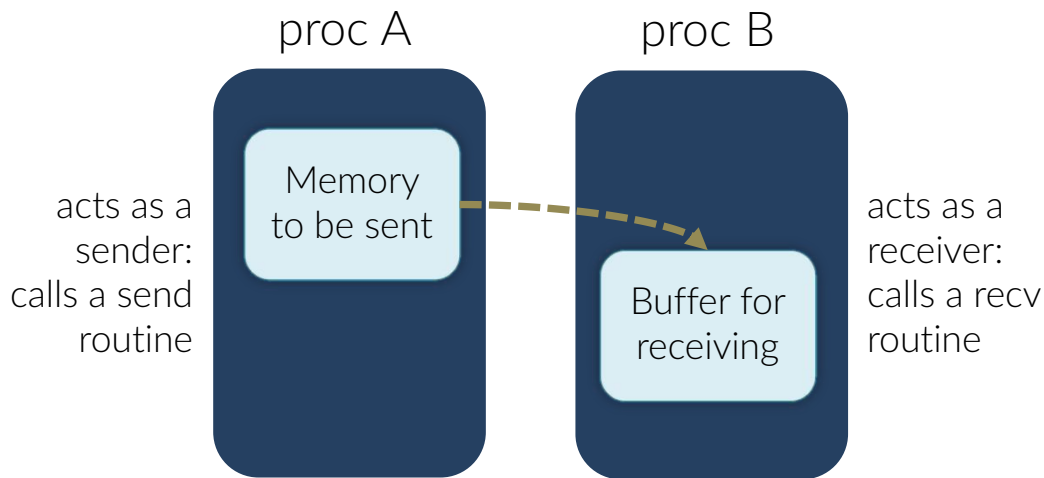 proc A
proc B
acts as a
sender:
calls a send
routine
Memory
to be sent
Buffer for
receiving
acts as a
receiver:
calls a recv
routine